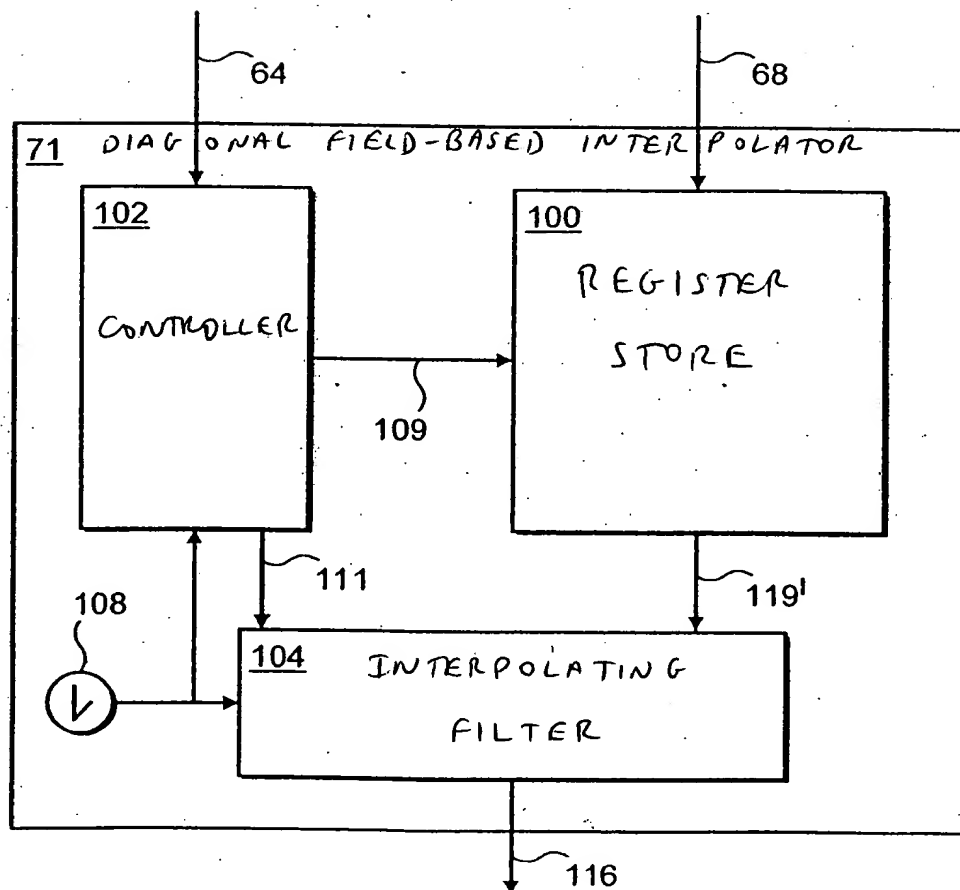 64
68
71 DIAGONAL FIELD-BASED INTERPOLATOR
102
CONTROLLER
100
REGISTER
STORE
109
111
119'
108
104
INTERPOLATING
FILTER
116